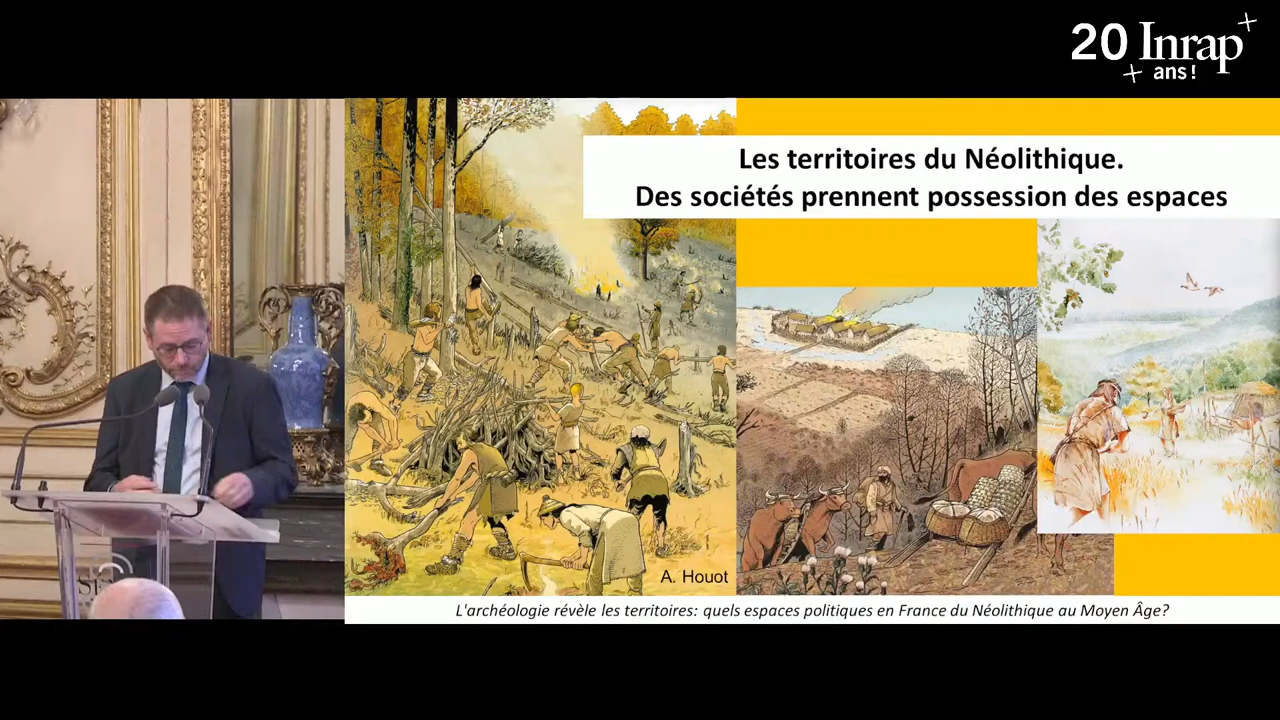 20 Inrap
ans!
Les territoires du Néolithique.
Des sociétés prennent possession des espaces
A. Houot
L'archéologie révèle les territoires: quels espaces politiques en France du Néolithique au Moyen Âge?